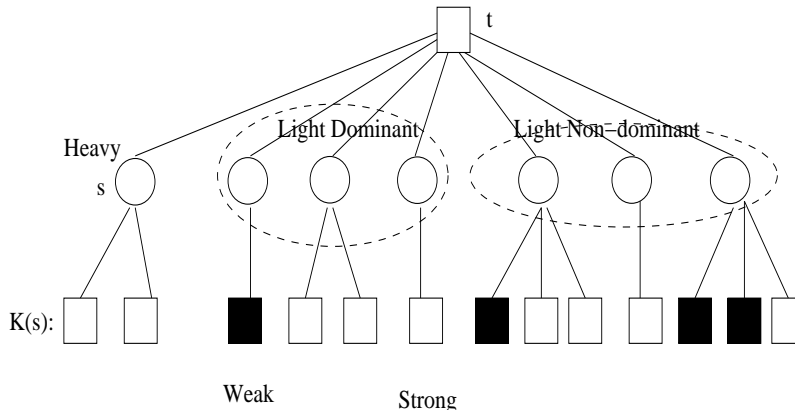 t
Light Dominant
Light Non-dominant
Heavy
s
K(s):
Weak
Strong